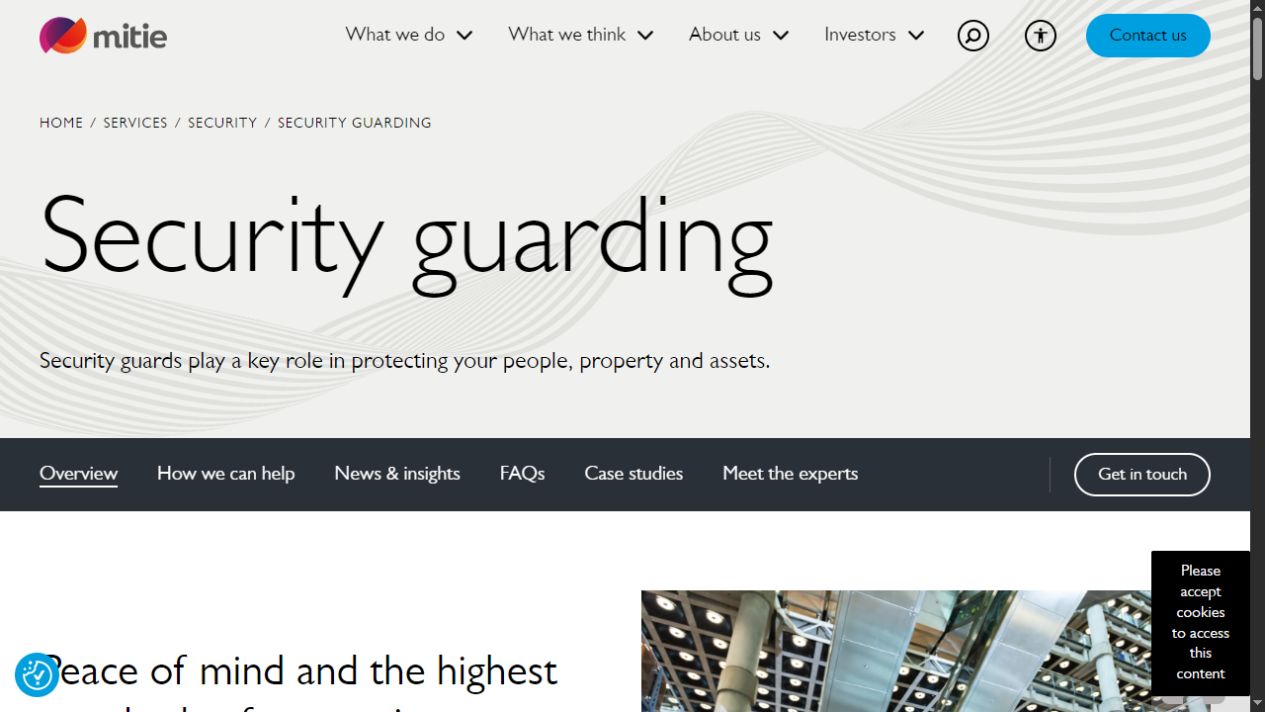 mitie
What we do
What we think
About us
Investors
Contact us
HOME / SERVICES / SECURITY / SECURITY GUARDING
Security guarding
Security guards play a key role in protecting your people, property and assets.
Overview
How we can help
News & insights
FAQs
Case studies
Meet the experts
Get in touch
Peace of mind and the highest
Please
accept
cookies
to access
this
content